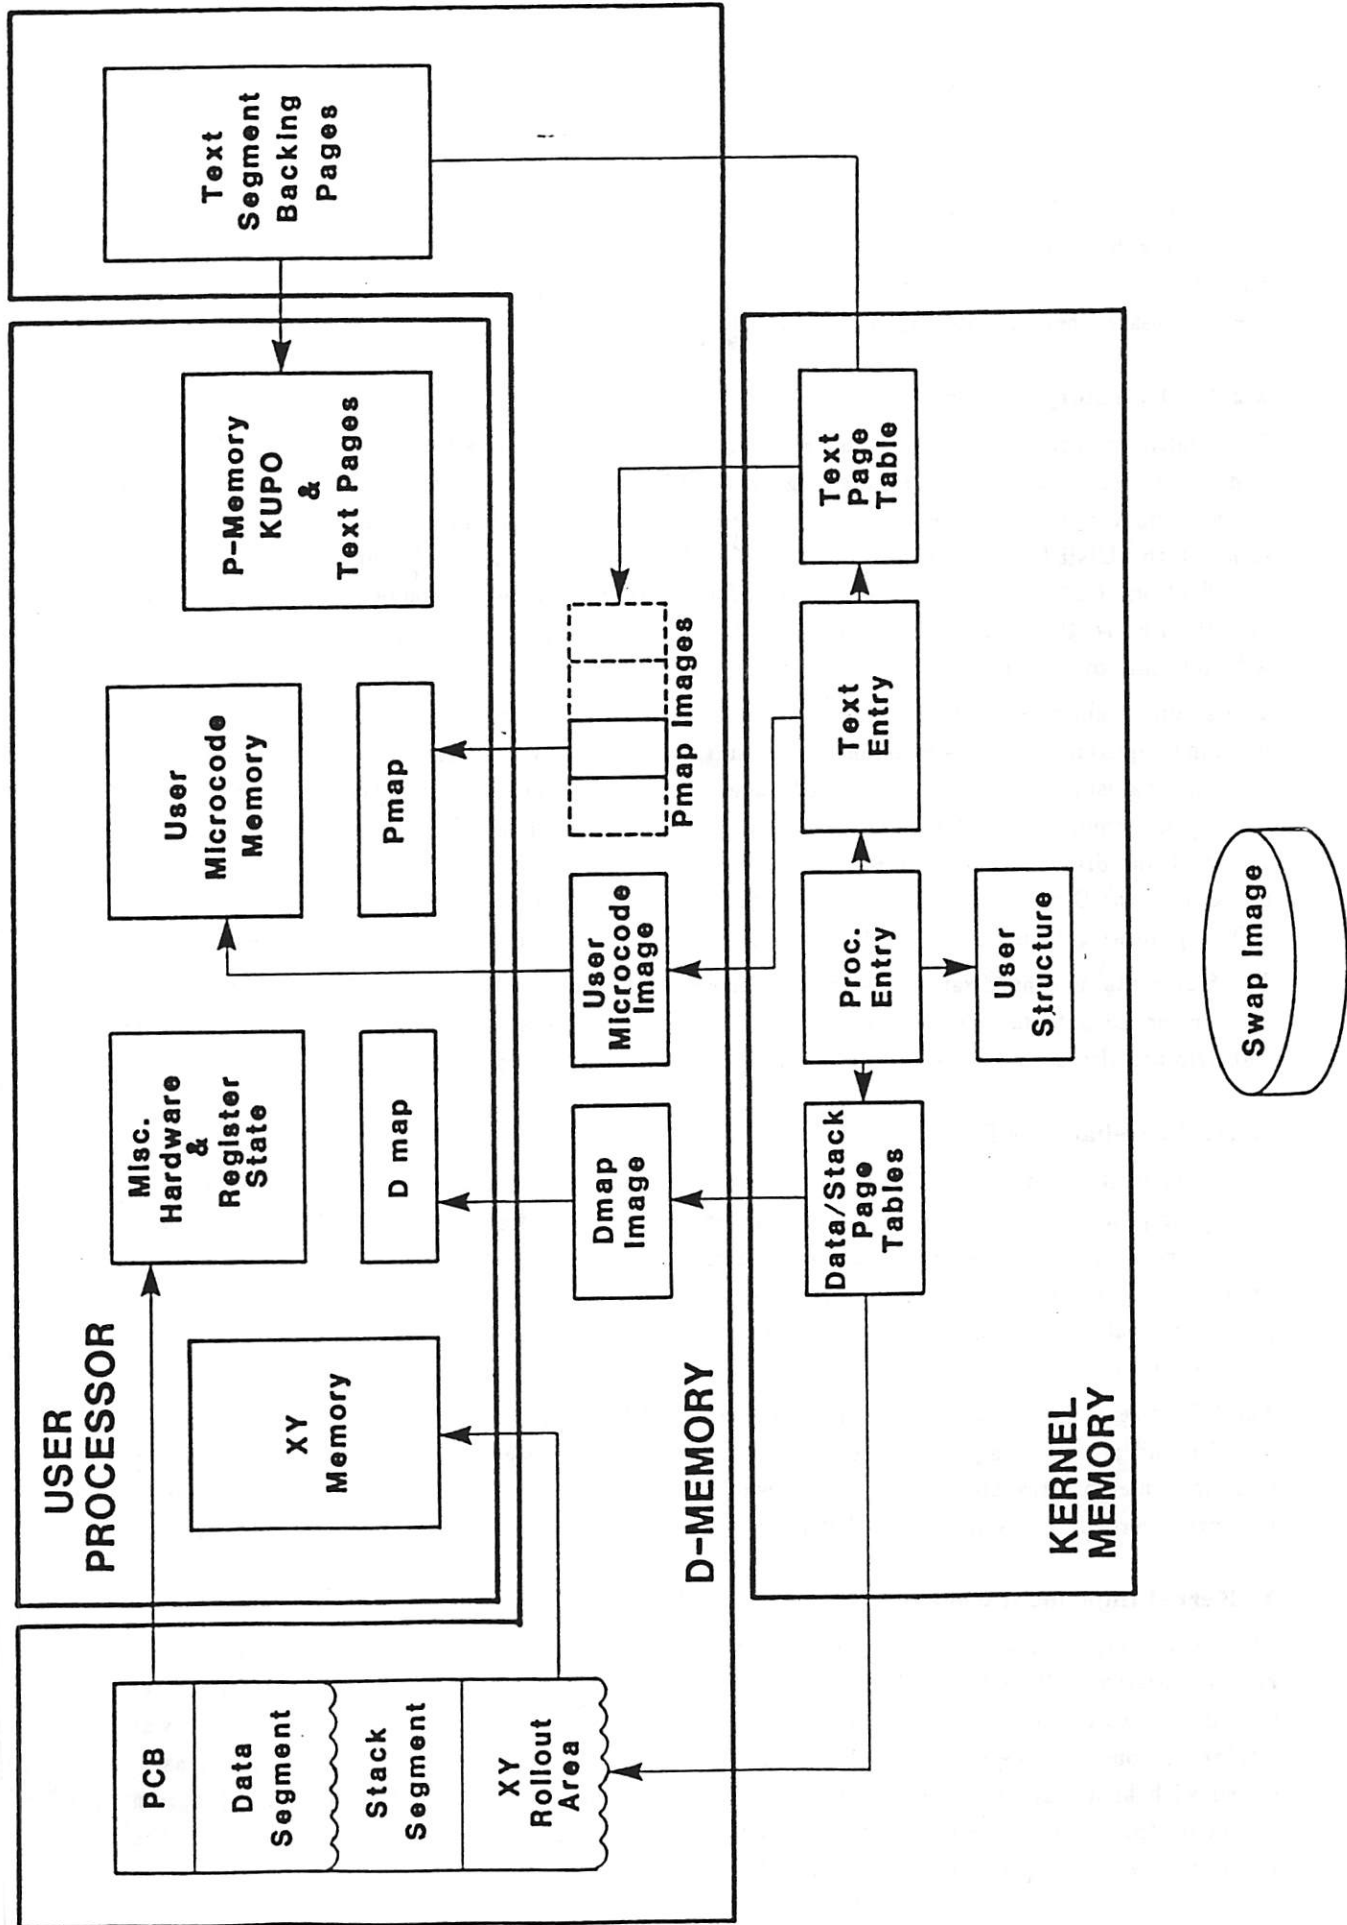 USER
PROCESSOR
PCB
Data
Segment
Stack
Segment
XY
Rollout
Area
XY
Memory
Misc.
Hardware
&
Register
State
D map
User
Microcode
Memory
Pmap
P-Memory
KUPO
&
Text Pages
Text
Segment
Backing
Pages
D-MEMORY
Dmap
Image
User
Microcode
Image
Pmap Images
KERNEL
MEMORY
Data/Stack
Page
Tables
Proc.
Entry
Text
Entry
Text
Page
Table
User
Structure
Swap Image